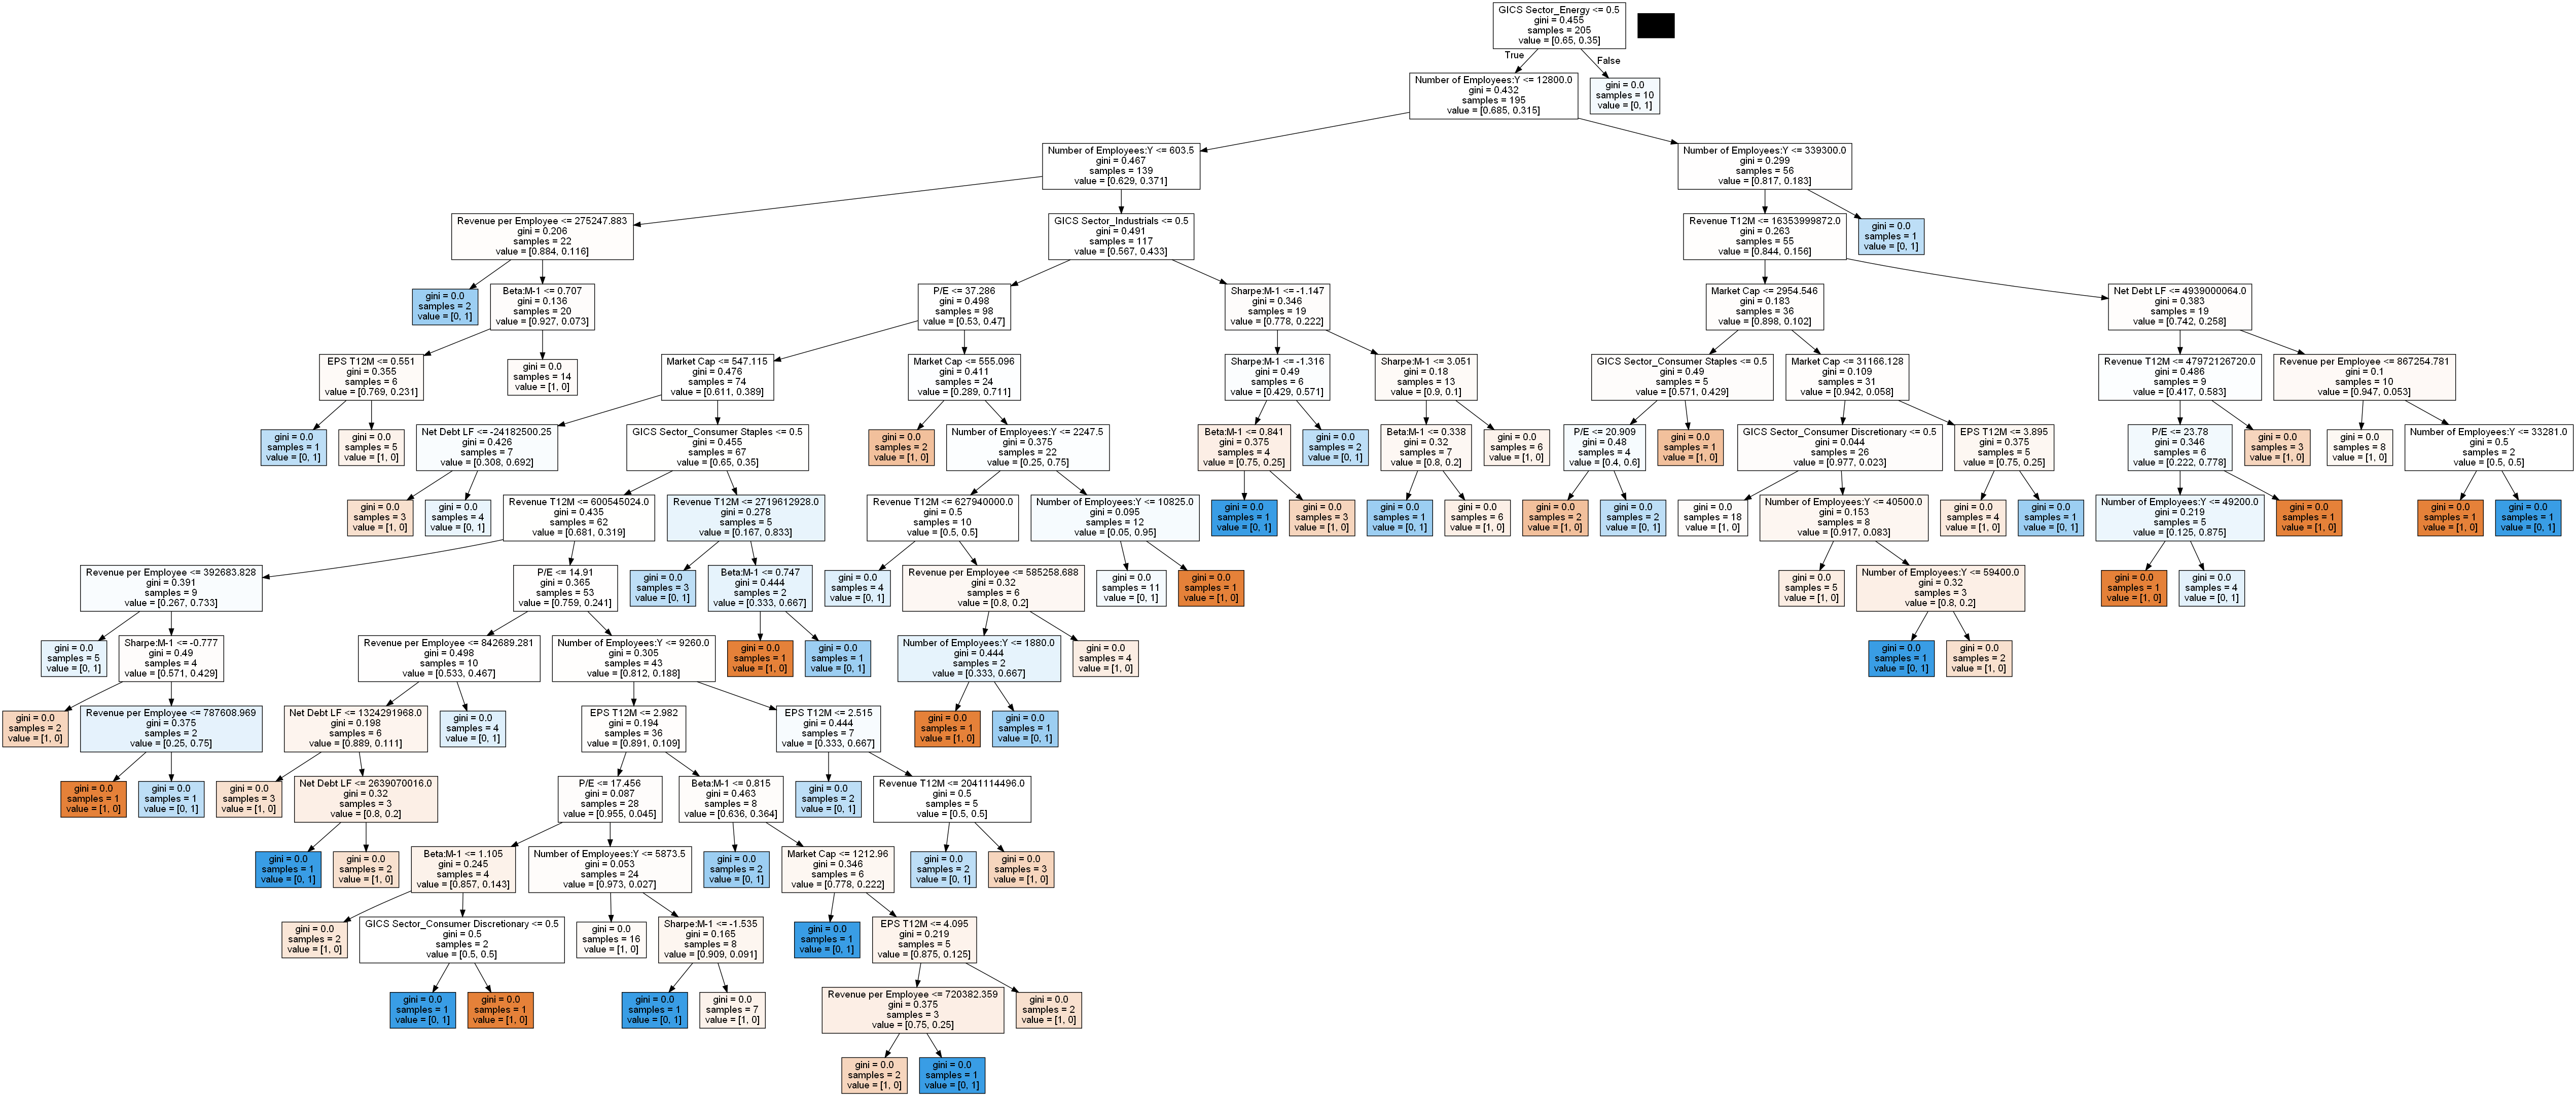 GICS Sector_Energy <= 0.5
gini = 0.455
samples = 205
value = [0.65, 0.35]
True
False
Number of Employees:Y <= 12800.0
gini = 0.432
samples = 195
value = [0.685, 0.315]
gini = 0.0
samples = 10
value = [0, 1]
Number of Employees:Y <= 603.5
gini = 0.467
samples = 139
value = [0.629, 0.371]
Number of Employees:Y <= 339300.0
gini = 0.299
samples = 56
value = [0.817, 0.183]
Revenue per Employee <= 275247.883
gini = 0.206
samples = 22
value = [0.884, 0.116]
GICS Sector_Industrials <= 0.5
gini = 0.491
samples = 117
value = [0.567, 0.433]
Revenue T12M <= 16353999872.0
gini = 0.263
samples = 55
value = [0.844, 0.156]
gini = 0.0
samples = 1
value = [0, 1]
gini = 0.0
samples = 2
value = [0, 1]
Beta:M-1 <= 0.707
gini = 0.136
samples = 20
value = [0.927, 0.073]
P/E <= 37.286
gini = 0.498
samples = 98
value = [0.53, 0.47]
Sharpe:M-1 <= -1.147
gini = 0.346
samples = 19
value = [0.778, 0.222]
Market Cap <= 2954.546
gini = 0.183
samples = 36
value = [0.898, 0.102]
Net Debt LF <= 4939000064.0
gini = 0.383
samples = 19
value = [0.742, 0.258]
EPS T12M <= 0.551
gini = 0.355
samples = 6
value = [0.769, 0.231]
gini = 0.0
samples = 14
value = [1, 0]
Market Cap <= 547.115
gini = 0.476
samples = 74
value = [0.611, 0.389]
Market Cap <= 555.096
gini = 0.411
samples = 24
value = [0.289, 0.711]
Sharpe:M-1 <= -1.316
gini = 0.49
samples = 6
value = [0.429, 0.571]
Sharpe:M-1 <= 3.051
gini = 0.18
samples = 13
value = [0.9, 0.1]
GICS Sector_Consumer Staples <= 0.5
gini = 0.49
samples = 5
value = [0.571, 0.429]
Market Cap <= 31166.128
gini = 0.109
samples = 31
value = [0.942, 0.058]
Revenue T12M <= 47972126720.0
gini = 0.486
samples = 9
value = [0.417, 0.583]
Revenue per Employee <= 867254.781
gini = 0.1
samples = 10
value = [0.947, 0.053]
gini = 0.0
samples = 1
value = [0, 1]
gini = 0.0
samples = 5
value = [1, 0]
Net Debt LF <= -24182500.25
gini = 0.426
samples = 7
value = [0.308, 0.692]
GICS Sector_Consumer Staples <= 0.5
gini = 0.455
samples = 67
value = [0.65, 0.35]
gini = 0.0
samples = 2
value = [1, 0]
Number of Employees:Y <= 2247.5
gini = 0.375
samples = 22
value = [0.25, 0.75]
Beta:M-1 <= 0.841
gini = 0.375
samples = 4
value = [0.75, 0.25]
gini = 0.0
samples = 2
value = [0, 1]
Beta:M-1 <= 0.338
gini = 0.32
samples = 7
value = [0.8, 0.2]
gini = 0.0
samples = 6
value = [1, 0]
P/E <= 20.909
gini = 0.48
samples = 4
value = [0.4, 0.6]
gini = 0.0
samples = 1
value = [1, 0]
GICS Sector_Consumer Discretionary <= 0.5
gini = 0.044
samples = 26
value = [0.977, 0.023]
EPS T12M <= 3.895
gini = 0.375
samples = 5
value = [0.75, 0.25]
P/E <= 23.78
gini = 0.346
samples = 6
value = [0.222, 0.778]
gini = 0.0
samples = 3
value = [1, 0]
gini = 0.0
samples = 8
value = [1, 0]
Number of Employees:Y <= 33281.0
gini = 0.5
samples = 2
value = [0.5, 0.5]
gini = 0.0
samples = 3
value = [1, 0]
gini = 0.0
samples = 4
value = [0, 1]
Revenue T12M <= 600545024.0
gini = 0.435
samples = 62
value = [0.681, 0.319]
Revenue T12M <= 2719612928.0
gini = 0.278
samples = 5
value = [0.167, 0.833]
Revenue T12M <= 627940000.0
gini = 0.5
samples = 10
value = [0.5, 0.5]
Number of Employees:Y <= 10825.0
gini = 0.095
samples = 12
value = [0.05, 0.95]
gini = 0.0
samples = 1
value = [0, 1]
gini = 0.0
samples = 3
value = [1, 0]
gini = 0.0
samples = 1
value = [0, 1]
gini = 0.0
samples = 6
value = [1, 0]
gini = 0.0
samples = 2
value = [1, 0]
gini = 0.0
samples = 2
value = [0, 1]
gini = 0.0
samples = 18
value = [1, 0]
Number of Employees:Y <= 40500.0
gini = 0.153
samples = 8
value = [0.917, 0.083]
gini = 0.0
samples = 4
value = [1, 0]
gini = 0.0
samples = 1
value = [0, 1]
Number of Employees:Y <= 49200.0
gini = 0.219
samples = 5
value = [0.125, 0.875]
gini = 0.0
samples = 1
value = [1, 0]
gini = 0.0
samples = 1
value = [1, 0]
gini = 0.0
samples = 1
value = [0, 1]
Revenue per Employee <= 392683.828
gini = 0.391
samples = 9
value = [0.267, 0.733]
P/E <= 14.91
gini = 0.365
samples = 53
value = [0.759, 0.241]
gini = 0.0
samples = 3
value = [0, 1]
Beta:M-1 <= 0.747
gini = 0.444
samples = 2
value = [0.333, 0.667]
gini = 0.0
samples = 4
value = [0, 1]
Revenue per Employee <= 585258.688
gini = 0.32
samples = 6
value = [0.8, 0.2]
gini = 0.0
samples = 11
value = [0, 1]
gini = 0.0
samples = 1
value = [1, 0]
gini = 0.0
samples = 5
value = [1, 0]
Number of Employees:Y <= 59400.0
gini = 0.32
samples = 3
value = [0.8, 0.2]
gini = 0.0
samples = 1
value = [1, 0]
gini = 0.0
samples = 4
value = [0, 1]
gini = 0.0
samples = 5
value = [0, 1]
Sharpe:M-1 <= -0.777
gini = 0.49
samples = 4
value = [0.571, 0.429]
Revenue per Employee <= 842689.281
gini = 0.498
samples = 10
value = [0.533, 0.467]
Number of Employees:Y <= 9260.0
gini = 0.305
samples = 43
value = [0.812, 0.188]
gini = 0.0
samples = 1
value = [1, 0]
gini = 0.0
samples = 1
value = [0, 1]
Number of Employees:Y <= 1880.0
gini = 0.444
samples = 2
value = [0.333, 0.667]
gini = 0.0
samples = 4
value = [1, 0]
gini = 0.0
samples = 1
value = [0, 1]
gini = 0.0
samples = 2
value = [1, 0]
gini = 0.0
samples = 2
value = [1, 0]
Revenue per Employee <= 787608.969
gini = 0.375
samples = 2
value = [0.25, 0.75]
Net Debt LF <= 1324291968.0
gini = 0.198
samples = 6
value = [0.889, 0.111]
gini = 0.0
samples = 4
value = [0, 1]
EPS T12M <= 2.982
gini = 0.194
samples = 36
value = [0.891, 0.109]
EPS T12M <= 2.515
gini = 0.444
samples = 7
value = [0.333, 0.667]
gini = 0.0
samples = 1
value = [1, 0]
gini = 0.0
samples = 1
value = [0, 1]
gini = 0.0
samples = 1
value = [1, 0]
gini = 0.0
samples = 1
value = [0, 1]
gini = 0.0
samples = 3
value = [1, 0]
Net Debt LF <= 2639070016.0
gini = 0.32
samples = 3
value = [0.8, 0.2]
P/E <= 17.456
gini = 0.087
samples = 28
value = [0.955, 0.045]
Beta:M-1 <= 0.815
gini = 0.463
samples = 8
value = [0.636, 0.364]
gini = 0.0
samples = 2
value = [0, 1]
Revenue T12M <= 2041114496.0
gini = 0.5
samples = 5
value = [0.5, 0.5]
gini = 0.0
samples = 1
value = [0, 1]
gini = 0.0
samples = 2
value = [1, 0]
Beta:M-1 <= 1.105
gini = 0.245
samples = 4
value = [0.857, 0.143]
Number of Employees:Y <= 5873.5
gini = 0.053
samples = 24
value = [0.973, 0.027]
gini = 0.0
samples = 2
value = [0, 1]
Market Cap <= 1212.96
gini = 0.346
samples = 6
value = [0.778, 0.222]
gini = 0.0
samples = 2
value = [0, 1]
gini = 0.0
samples = 3
value = [1, 0]
gini = 0.0
samples = 2
value = [1, 0]
GICS Sector_Consumer Discretionary <= 0.5
gini = 0.5
samples = 2
value = [0.5, 0.5]
gini = 0.0
samples = 16
value = [1, 0]
Sharpe:M-1 <= -1.535
gini = 0.165
samples = 8
value = [0.909, 0.091]
gini = 0.0
samples = 1
value = [0, 1]
EPS T12M <= 4.095
gini = 0.219
samples = 5
value = [0.875, 0.125]
gini = 0.0
samples = 1
value = [0, 1]
gini = 0.0
samples = 1
value = [1, 0]
gini = 0.0
samples = 1
value = [0, 1]
gini = 0.0
samples = 7
value = [1, 0]
Revenue per Employee <= 720382.359
gini = 0.375
samples = 3
value = [0.75, 0.25]
gini = 0.0
samples = 2
value = [1, 0]
gini = 0.0
samples = 2
value = [1, 0]
gini = 0.0
samples = 1
value = [0, 1]